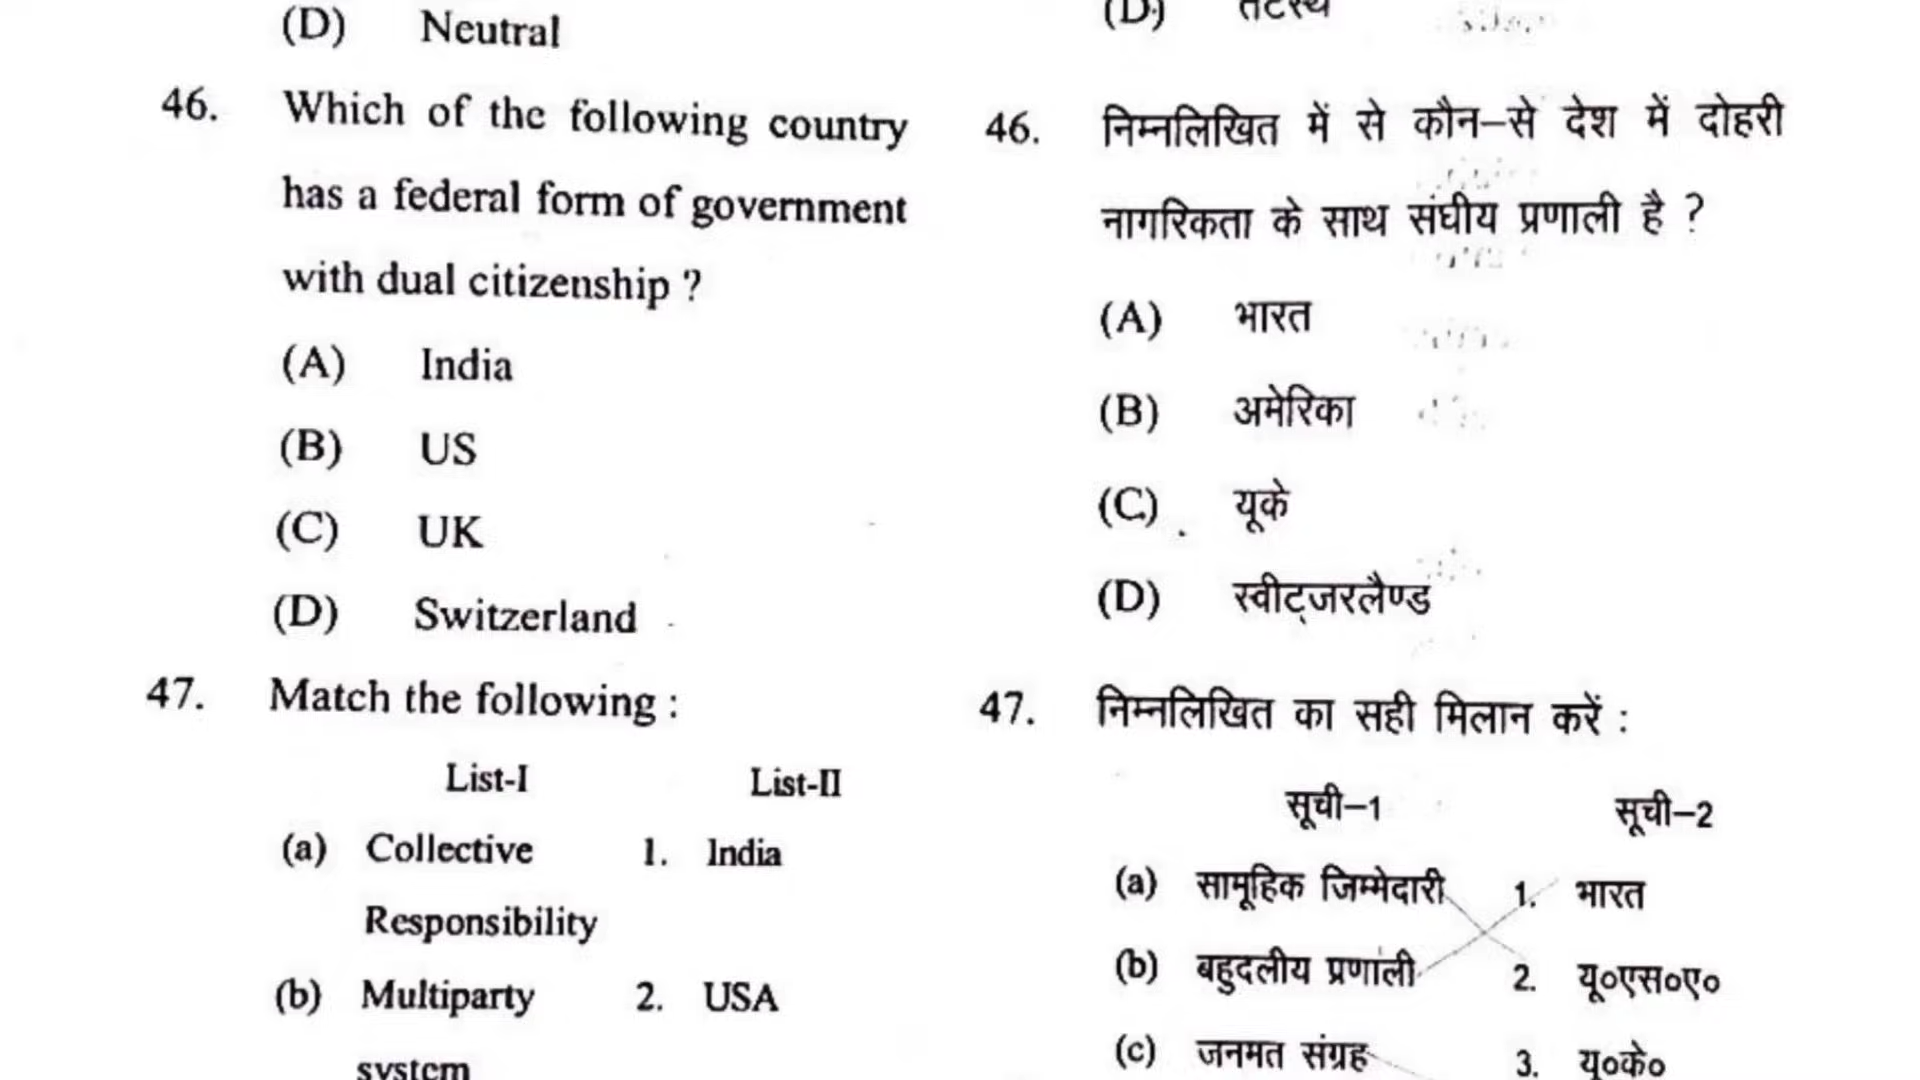 (D) Neutral
46. Which of the following country
has a federal form of government
with dual citizenship ?
(A) India
(B) US
(C) UK
(D) Switzerland
47. Match the following :
List-I List-II
(a) Collective 1. India
Responsibility
(b) Multiparty 2. USA
system
(D) तटस्थ
46. निम्नलिखित में से कौन–से देश में दोहरी
नागरिकता के साथ संघीय प्रणाली है ?
(A) भारत
(B) अमेरिका
(C) यूके
(D) स्वीट्जरलैण्ड
47. निम्नलिखित का सही मिलान करें :
सूची–1 सूची–2
(a) सामूहिक जिम्मेदारी 1. भारत
(b) बहुदलीय प्रणाली 2. यू०एस०ए०
(c) जनमत संग्रह 3. यू०के०